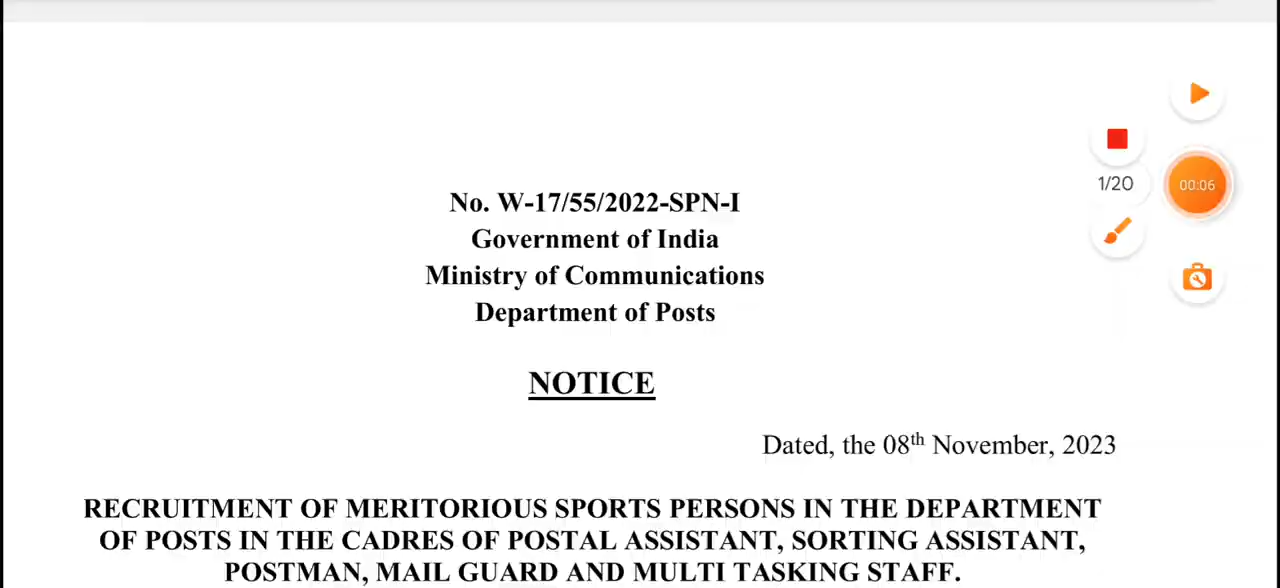 No. W-17/55/2022-SPN-I
Government of India
Ministry of Communications
Department of Posts
NOTICE
Dated, the 08th November, 2023
RECRUITMENT OF MERITORIOUS SPORTS PERSONS IN THE DEPARTMENT
OF POSTS IN THE CADRES OF POSTAL ASSISTANT, SORTING ASSISTANT,
POSTMAN, MAIL GUARD AND MULTI TASKING STAFF.
1/20
00:06